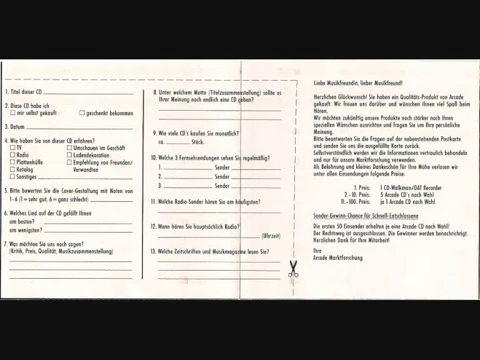 1. Titel dieser CD
2. Diese CD habe ich
☐ mir selbst gekauft ☐ geschenkt bekommen
3. Datum
4. Wie haben Sie von dieser CD erfahren?
☐ TV ☐ Umschauen im Geschäft
☐ Radio ☐ Ladendekoration
☐ Plattenhülle ☐ Empfehlung von Freunden/
☐ Katalog Verwandten
☐ Sonstiges
5. Bitte bewerten Sie die Cover-Gestaltung mit Noten von
1–6 (1 = sehr gut, 6 = ganz schlecht)
6. Welches Lied auf der CD gefällt Ihnen
am besten?
am wenigsten?
7. Was möchten Sie uns noch sagen?
(Kritik, Preis, Qualität, Musikzusammenstellung)
8. Unter welchem Motto (Titelzusammenstellung) sollte es
Ihrer Meinung nach endlich eine CD geben?
9. Wie viele CD's kaufen Sie monatlich?
ca. Stück.
10. Welche 3 Fernsehsendungen sehen Sie regelmäßig?
1. Sender
2. Sender
3. Sender
11. Welche Radio-Sender hören Sie am häufigsten?
12. Wann hören Sie hauptsächlich Radio?
(Uhrzeit)
13. Welche Zeitschriften und Musikmagazine lesen Sie?
Liebe Musikfreundin, lieber Musikfreund!
Herzlichen Glückwunsch! Sie haben ein Qualitäts-Produkt von Arcade
gekauft. Wir freuen uns darüber und wünschen Ihnen viel Spaß beim
Hören.
Wir möchten zukünftig unsere Produkte noch stärker nach Ihren
speziellen Wünschen ausrichten und fragen Sie um Ihre persönliche
Meinung.
Bitte beantworten Sie die Fragen auf der nebenstehenden Postkarte
und senden Sie uns die ausgefüllte Karte zurück.
Selbstverständlich werden wir die Informationen vertraulich behandeln
und nur für unsere Marktforschung verwenden.
Als Belohnung und kleines Dankeschön für Ihre Mühe verlosen wir
unter allen Einsendungen folgende Preise:
1. Preis: 1 CD-Walkman/DAT Recorder
2.-10. Preis: 5 Arcade CD's nach Wahl
11.-100. Preis: je 1 Arcade CD nach Wahl
Sonder-Gewinn-Chance für Schnell-Entschlossene
Die ersten 50 Einsender erhalten je eine Arcade CD nach Wahl!
Der Rechtsweg ist ausgeschlossen. Die Gewinner werden benachrichtigt.
Herzlichen Dank für Ihre Mitarbeit!
Ihre
Arcade Marktforschung